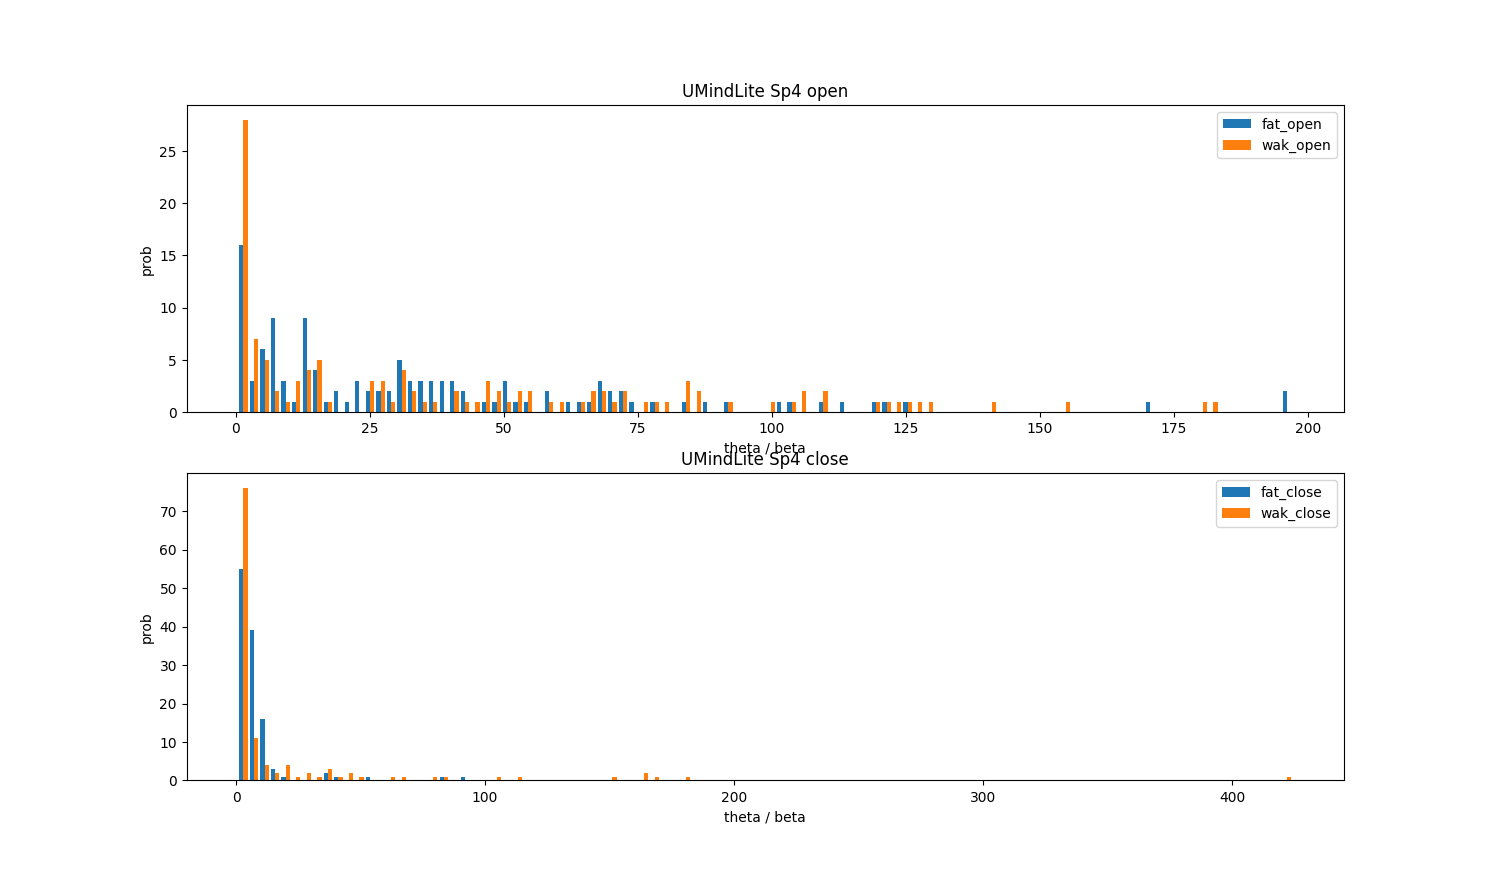 UMindLite Sp4 open
fat_open
wak_open
prob
25
20
15
10
5
0
0 25 50 75 100 125 150 175 200
theta / beta
UMindLite Sp4 close
fat_close
wak_close
prob
70
60
50
40
30
20
10
0
0 100 200 300 400
theta / beta